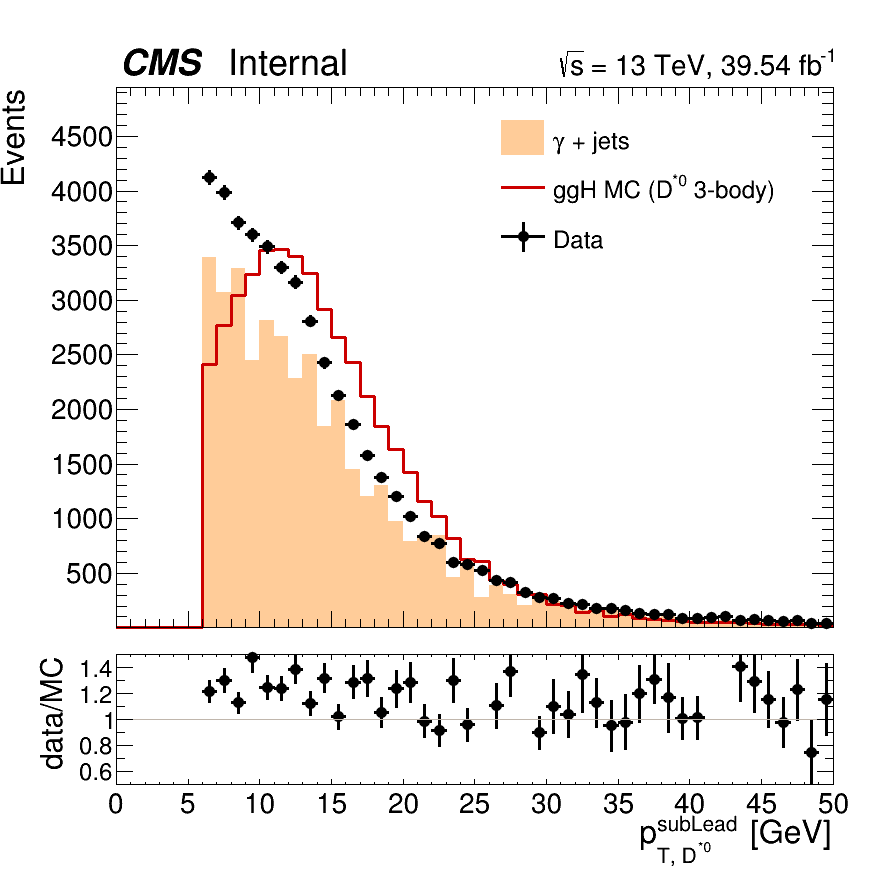 CMS Internal √s = 13 TeV, 39.54 fb⁻¹
Events
4500
4000
3500
3000
2500
2000
1500
1000
500
γ + jets
ggH MC (D*⁰ 3-body)
Data
data/MC
1.4
1.2
1
0.8
0.6
0 5 10 15 20 25 30 35 40 45 50
p subLead T, D*⁰ [GeV]